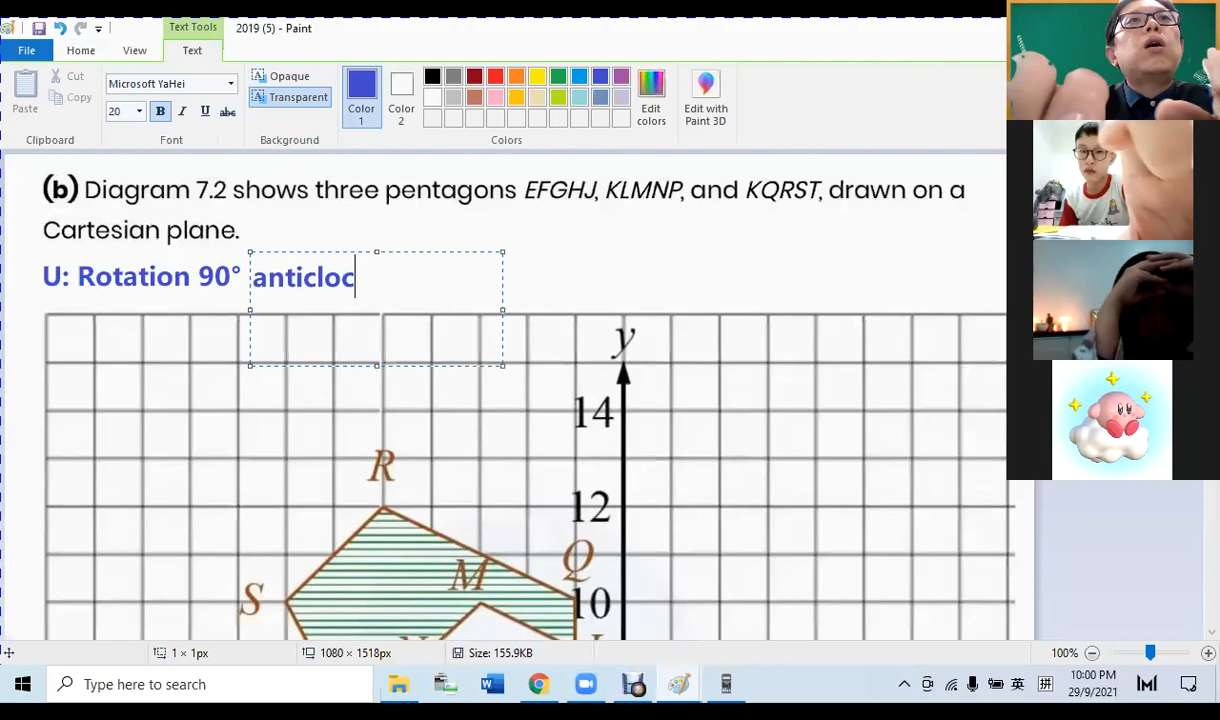 Text Tools
2019 (5) - Paint
File
Home
View
Text
Paste
Cut
Copy
Clipboard
Microsoft YaHei
20
B
I
U
abc
Font
A Opaque
A Transparent
Background
Color 1
Color 2
Edit colors
Edit with Paint 3D
Colors
(b) Diagram 7.2 shows three pentagons EFGHJ, KLMNP, and KQRST, drawn on a
Cartesian plane.
U: Rotation 90° anticloc
y
14
R
12
Q
M
S
10
1 × 1px
1080 × 1518px
Size: 155.9KB
100%
Type here to search
英
拼
10:00 PM
29/9/2021